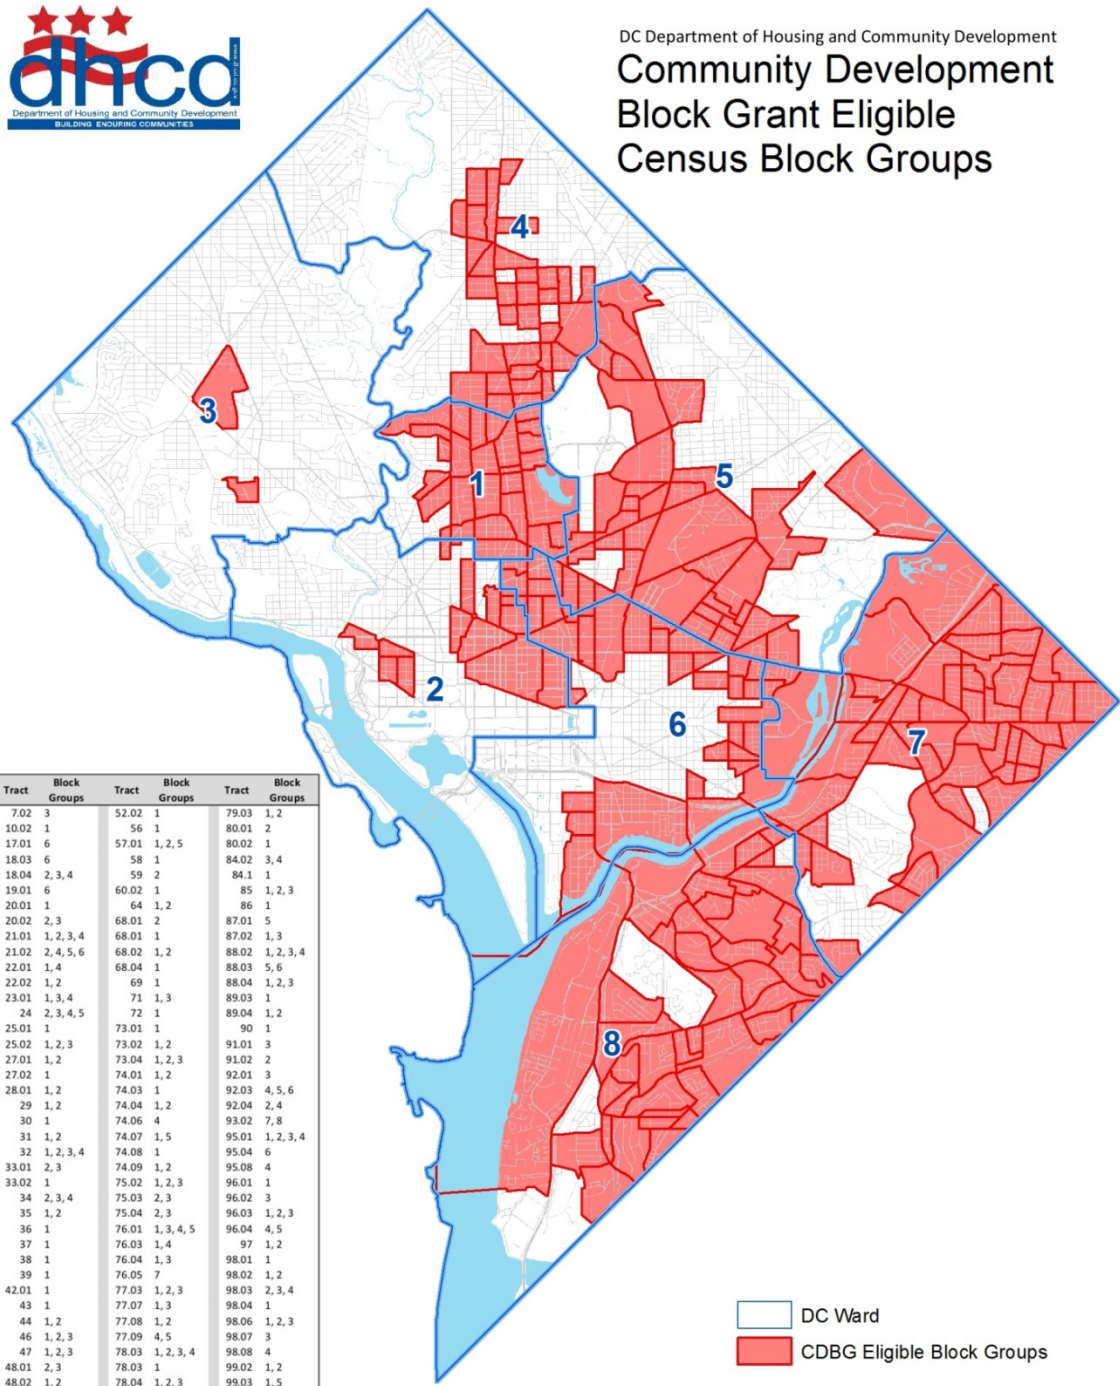 dhcd
www.dhcd.dc.gov
Department of Housing and Community Development
BUILDING ENDURING COMMUNITIES
DC Department of Housing and Community Development
Community Development
Block Grant Eligible
Census Block Groups
4
3
5
1
2
6
7
8
Tract Block Groups Tract Block Groups Tract Block Groups
7.02 3 52.02 1 79.03 1, 2
10.02 1 56 1 80.01 2
17.01 6 57.01 1,2,5 80.02 1
18.03 6 58 1 84.02 3,4
18.04 2,3,4 59 2 84.1 1
19.01 6 60.02 1 85 1,2,3
20.01 1 64 1,2 86 1
20.02 2,3 68.01 2 87.01 5
21.01 1,2,3,4 68.01 1 87.02 1,3
21.02 2,4,5,6 68.02 1,2 88.02 1,2,3,4
22.01 1,4 68.04 1 88.03 5,6
22.02 1,2 69 1 88.04 1,2,3
23.01 1,3,4 71 1,3 89.03 1
24 2,3,4,5 72 1 89.04 1,2
25.01 1 73.01 1 90 1
25.02 1,2,3 73.02 1,2 91.01 3
27.01 1,2 73.04 1,2,3 91.02 2
27.02 1 74.01 1,2 92.01 3
28.01 1,2 74.03 1 92.03 4,5,6
29 1,2 74.04 1,2 92.04 2,4
30 1 74.06 4 93.02 7,8
31 1,2 74.07 1,5 95.01 1,2,3,4
32 1,2,3,4 74.08 1 95.04 6
33.01 2,3 74.09 1,2 95.08 4
33.02 1 75.02 1,2,3 96.01 1
34 2,3,4 75.03 2,3 96.02 3
35 1,2 75.04 2,3 96.03 1,2,3
36 1 76.01 1,3,4,5 96.04 4,5
37 1 76.03 1,4 97 1,2
38 1 76.04 1,3 98.01 1
39 1 76.05 7 98.02 1,2
42.01 1 77.03 1,2,3 98.03 2,3,4
43 1 77.07 1,3 98.04 1
44 1,2 77.08 1,2 98.06 1,2,3
46 1,2,3 77.09 4,5 98.07 3
47 1,2,3 78.03 1,2,3,4 98.08 4
48.01 2,3 78.03 1 99.02 1,2
48.02 1,2 78.04 1,2,3 99.03 1,5
DC Ward
CDBG Eligible Block Groups